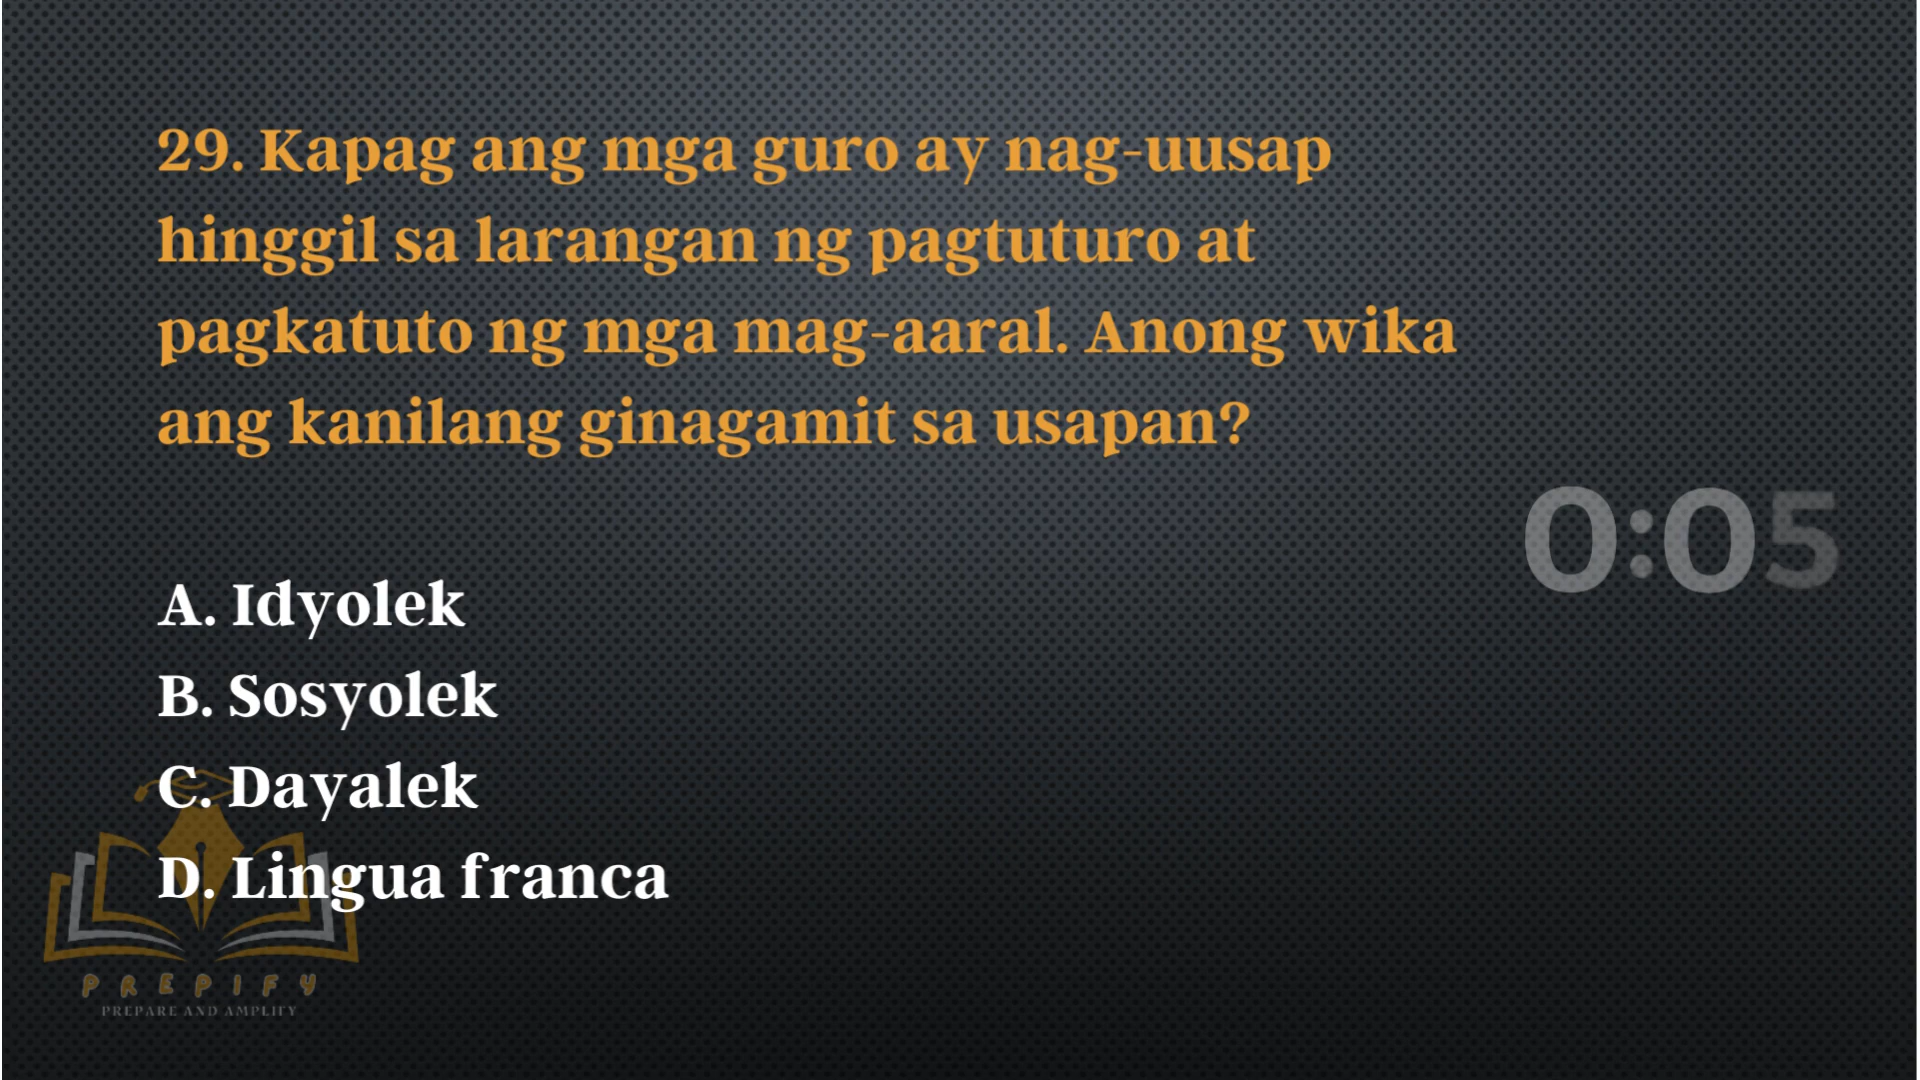 29. Kapag ang mga guro ay nag-uusap
hinggil sa larangan ng pagtuturo at
pagkatuto ng mga mag-aaral. Anong wika
ang kanilang ginagamit sa usapan?
0:05
A. Idyolek
B. Sosyolek
C. Dayalek
D. Lingua franca
PREPIFY
PREPARE AND AMPLIFY